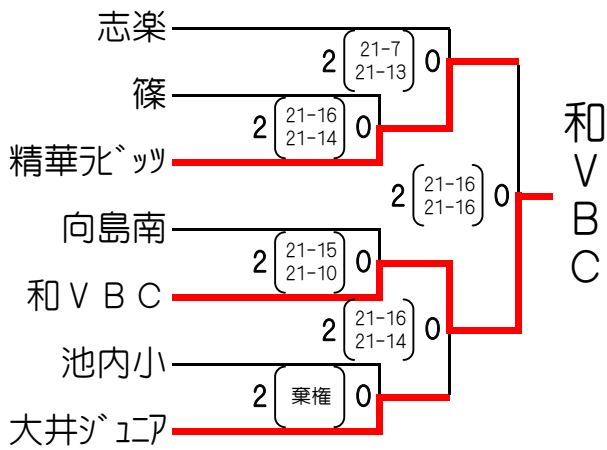 志楽
2 21-7 0
21-13
篠
2 21-16 0
21-14
精華ﾗﾋﾞｯﾂ
2 21-16 0
21-16
和VBC
向島南
2 21-15 0
21-10
和ＶＢＣ
2 21-16 0
21-14
池内小
2 棄権 0
大井ｼﾞｭﾆｱ